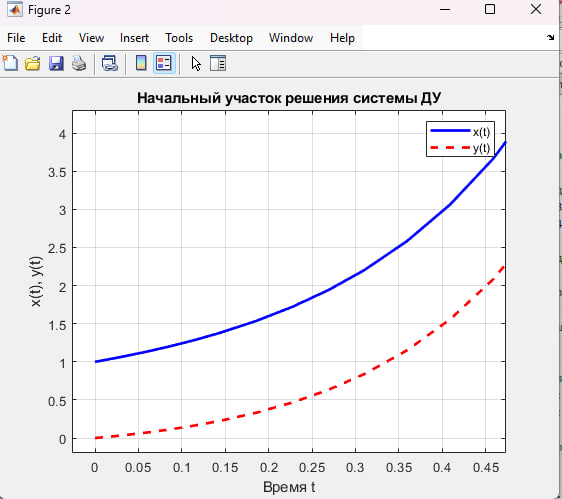 Figure 2
File Edit View Insert Tools Desktop Window Help
Начальный участок решения системы ДУ
x(t)
y(t)
4
3.5
3
2.5
2
1.5
1
0.5
0
x(t), y(t)
0 0.05 0.1 0.15 0.2 0.25 0.3 0.35 0.4 0.45
Время t